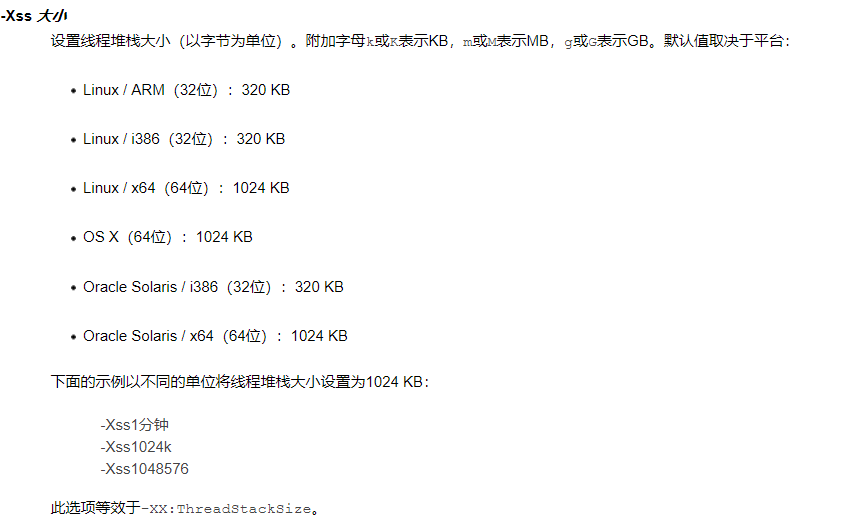 -Xss 大小
设置线程堆栈大小（以字节为单位）。附加字母k或K表示KB，m或M表示MB，g或G表示GB。默认值取决于平台：
• Linux / ARM（32位）：320 KB
• Linux / i386（32位）：320 KB
• Linux / x64（64位）：1024 KB
• OS X（64位）：1024 KB
• Oracle Solaris / i386（32位）：320 KB
• Oracle Solaris / x64（64位）：1024 KB
下面的示例以不同的单位将线程堆栈大小设置为1024 KB：
-Xss1分钟
-Xss1024k
-Xss1048576
此选项等效于-XX:ThreadStackSize。